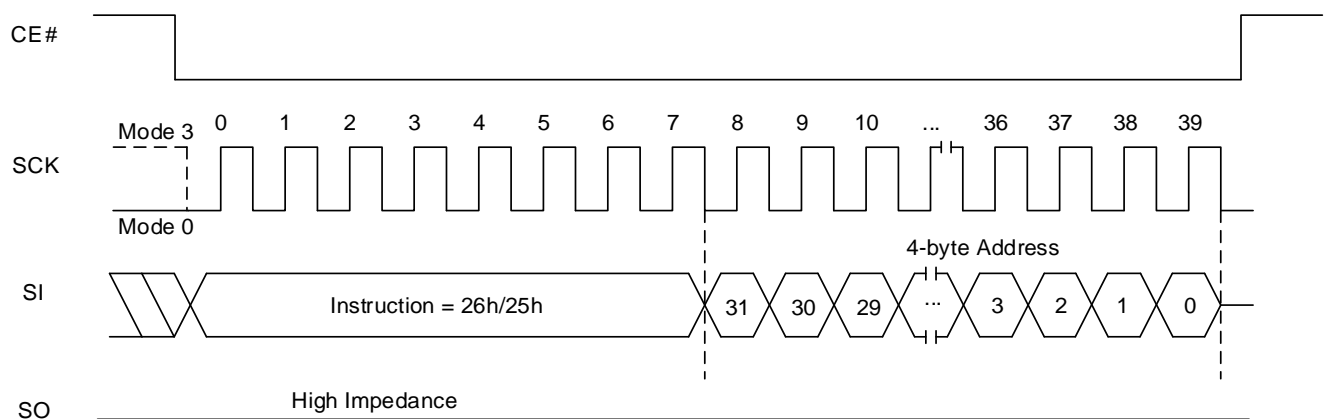 CE#
Mode 3 0 1 2 3 4 5 6 7 8 9 10 ... 36 37 38 39
SCK
Mode 0
4-byte Address
SI Instruction = 26h/25h 31 30 29 ... 3 2 1 0
High Impedance
SO